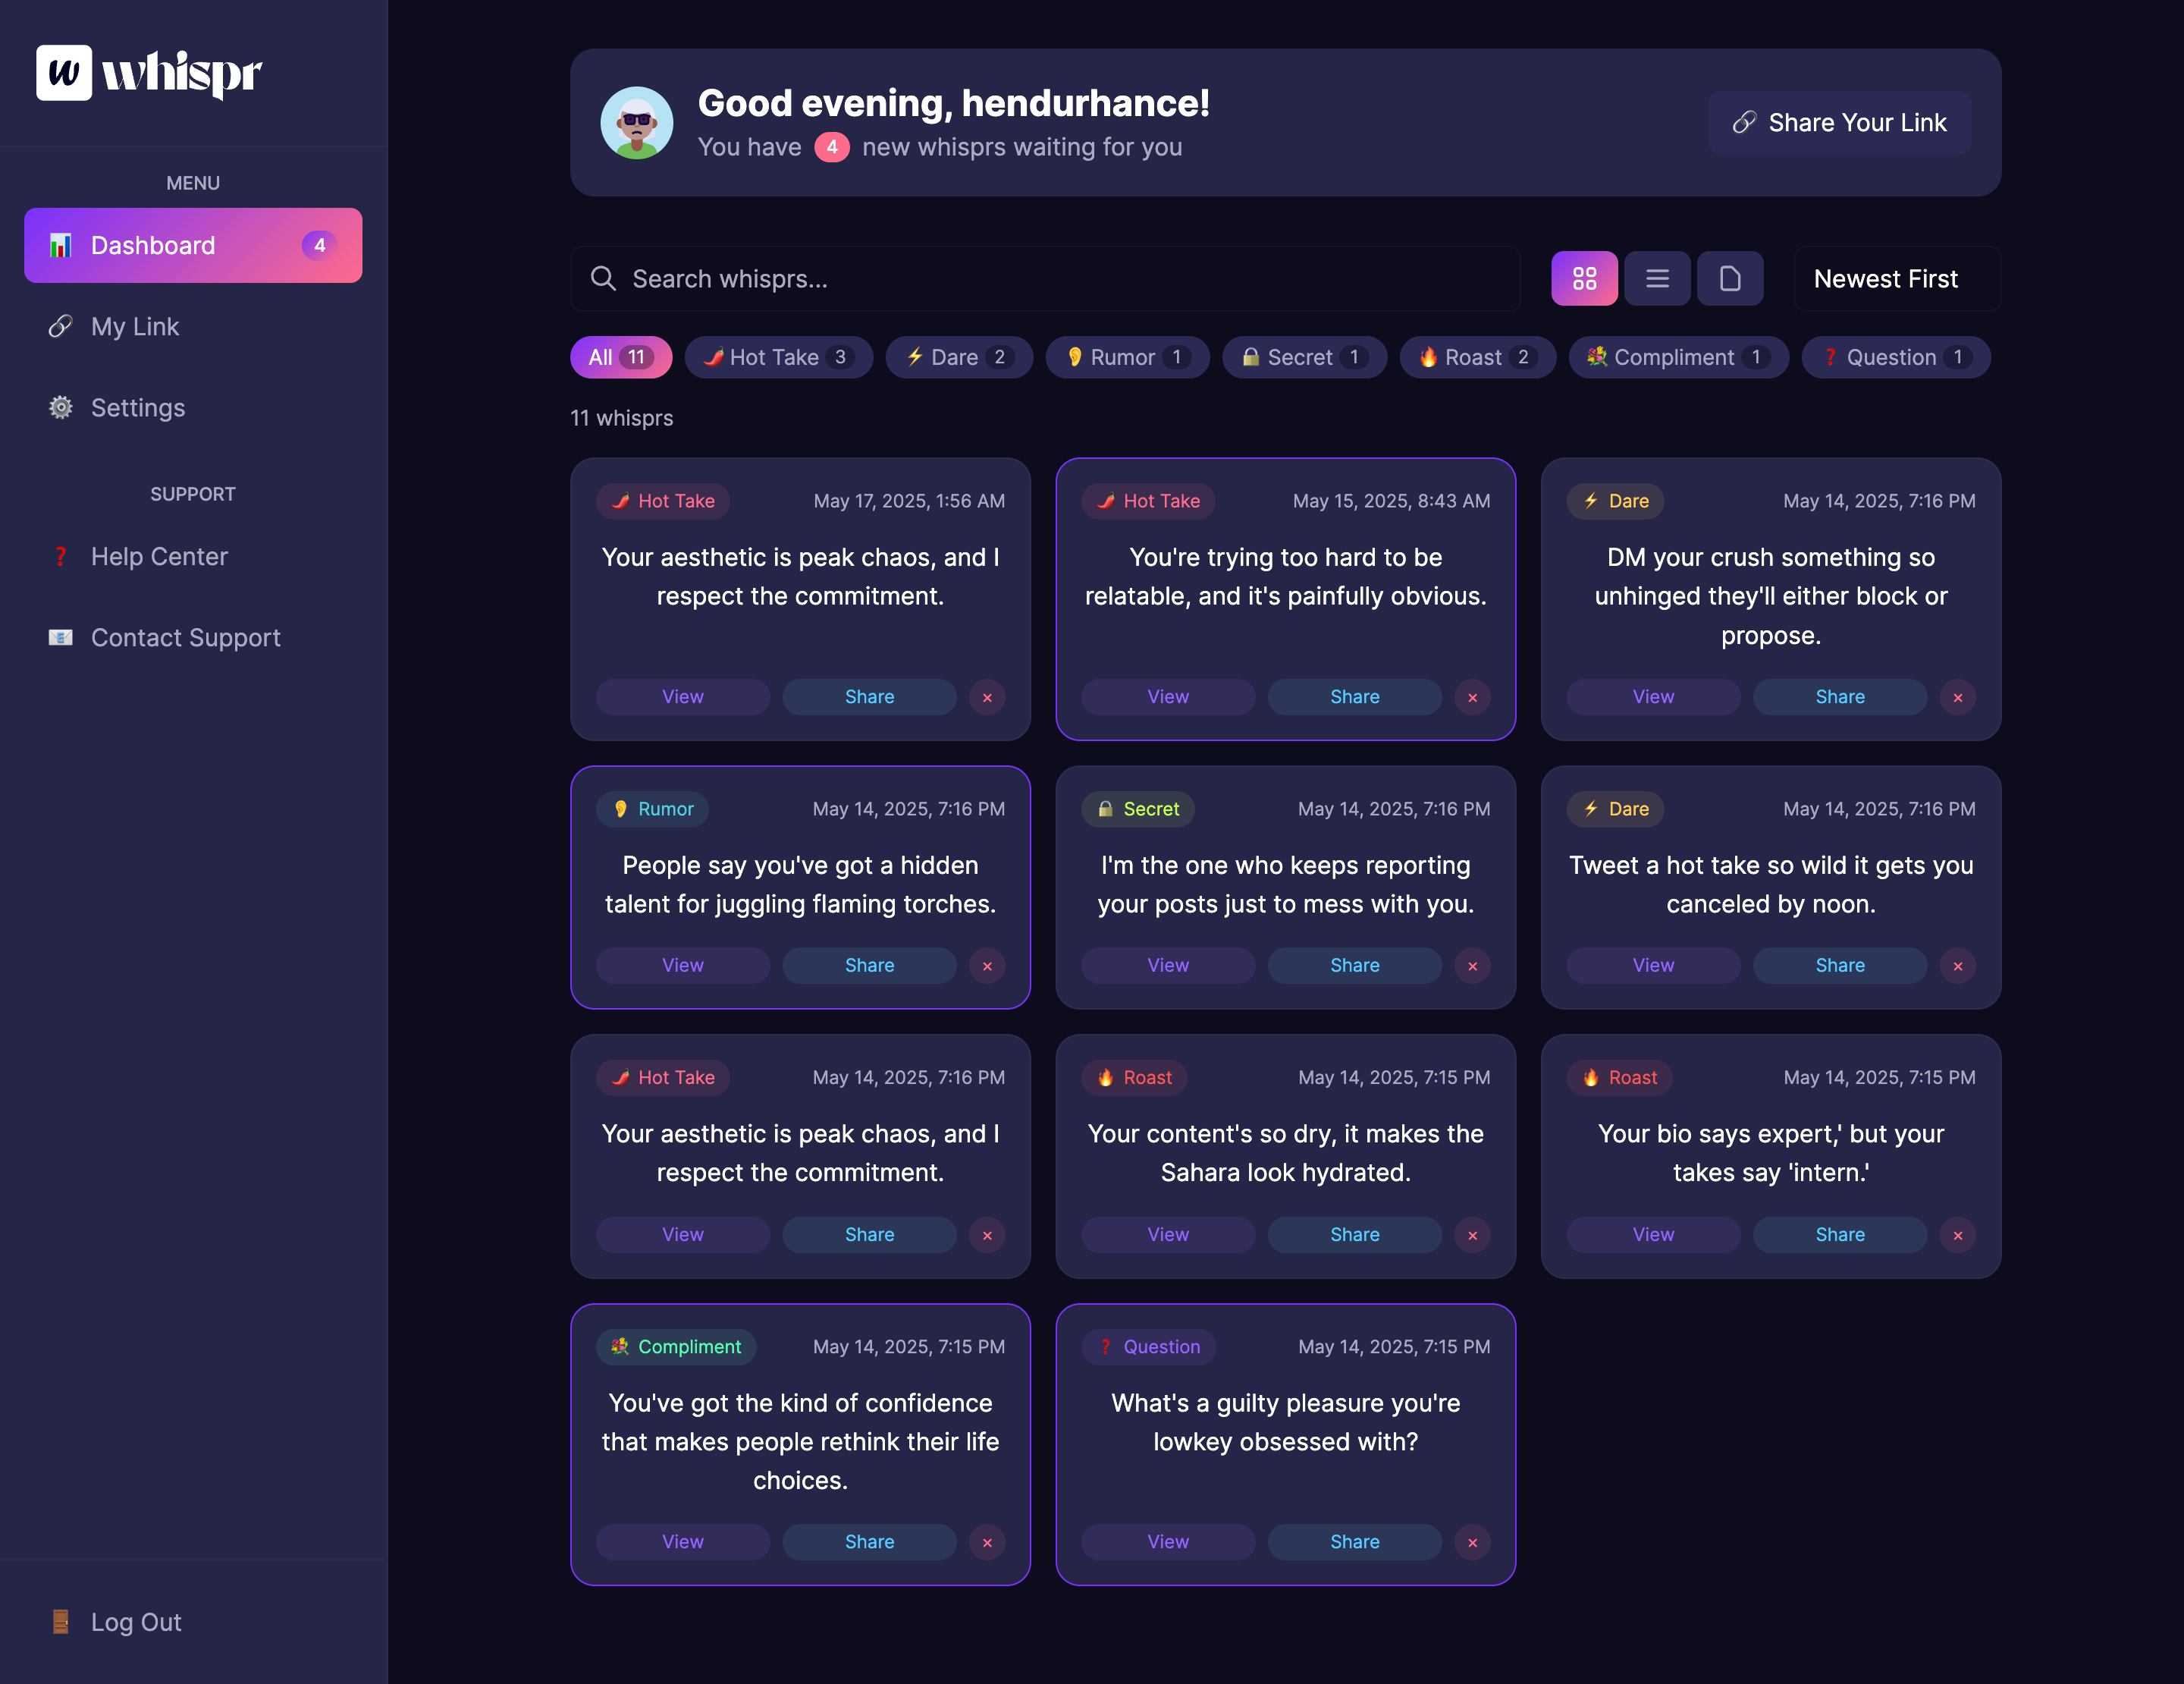 w whispr
MENU
Dashboard 4
My Link
Settings
SUPPORT
Help Center
Contact Support
Log Out
Good evening, hendurhance!
You have 4 new whisprs waiting for you
Share Your Link
Search whisprs...
Newest First
All 11 Hot Take 3 Dare 2 Rumor 1 Secret 1 Roast 2 Compliment 1 Question 1
11 whisprs
Hot Take May 17, 2025, 1:56 AM
Your aesthetic is peak chaos, and I
respect the commitment.
View Share ×
Hot Take May 15, 2025, 8:43 AM
You're trying too hard to be
relatable, and it's painfully obvious.
View Share ×
Dare May 14, 2025, 7:16 PM
DM your crush something so
unhinged they'll either block or
propose.
View Share ×
Rumor May 14, 2025, 7:16 PM
People say you've got a hidden
talent for juggling flaming torches.
View Share ×
Secret May 14, 2025, 7:16 PM
I'm the one who keeps reporting
your posts just to mess with you.
View Share ×
Dare May 14, 2025, 7:16 PM
Tweet a hot take so wild it gets you
canceled by noon.
View Share ×
Hot Take May 14, 2025, 7:16 PM
Your aesthetic is peak chaos, and I
respect the commitment.
View Share ×
Roast May 14, 2025, 7:15 PM
Your content's so dry, it makes the
Sahara look hydrated.
View Share ×
Roast May 14, 2025, 7:15 PM
Your bio says expert,' but your
takes say 'intern.'
View Share ×
Compliment May 14, 2025, 7:15 PM
You've got the kind of confidence
that makes people rethink their life
choices.
View Share ×
Question May 14, 2025, 7:15 PM
What's a guilty pleasure you're
lowkey obsessed with?
View Share ×